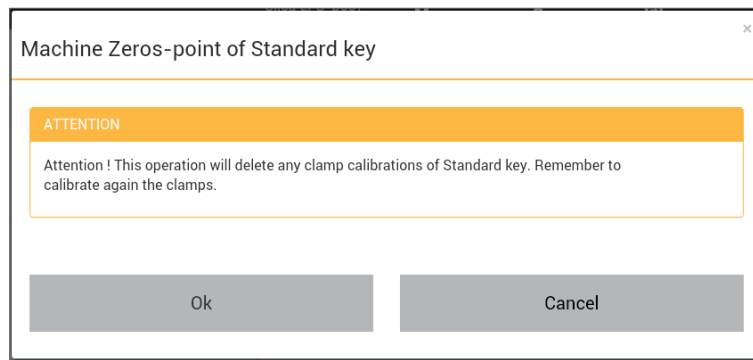 Machine Zeros-point of Standard key
×
ATTENTION
Attention ! This operation will delete any clamp calibrations of Standard key. Remember to
calibrate again the clamps.
Ok
Cancel